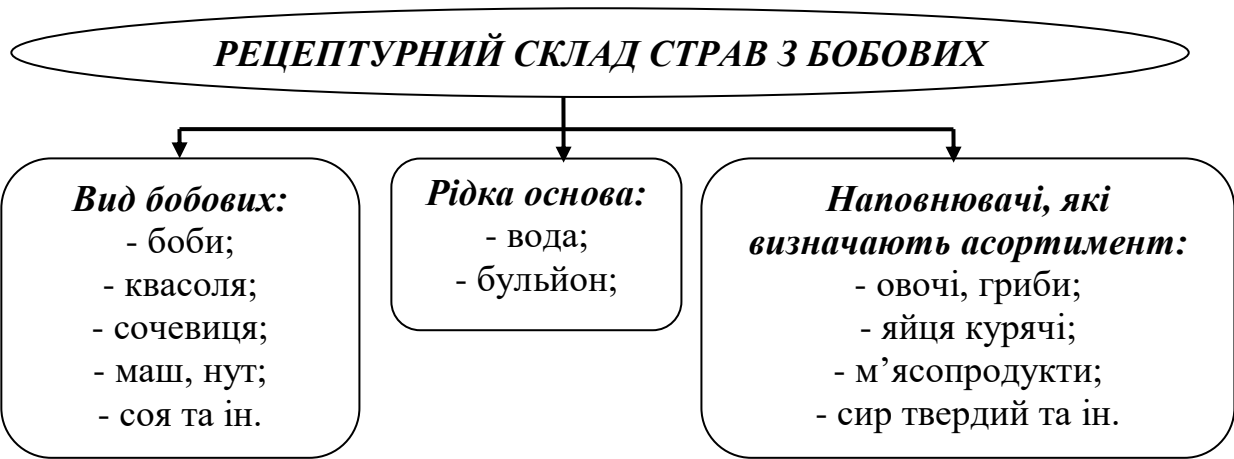 РЕЦЕПТУРНИЙ СКЛАД СТРАВ З БОБОВИХ
Вид бобових:
- боби;
- квасоля;
- сочевиця;
- маш, нут;
- соя та ін.
Рідка основа:
- вода;
- бульйон;
Наповнювачі, які
визначають асортимент:
- овочі, гриби;
- яйця курячі;
- м’ясопродукти;
- сир твердий та ін.